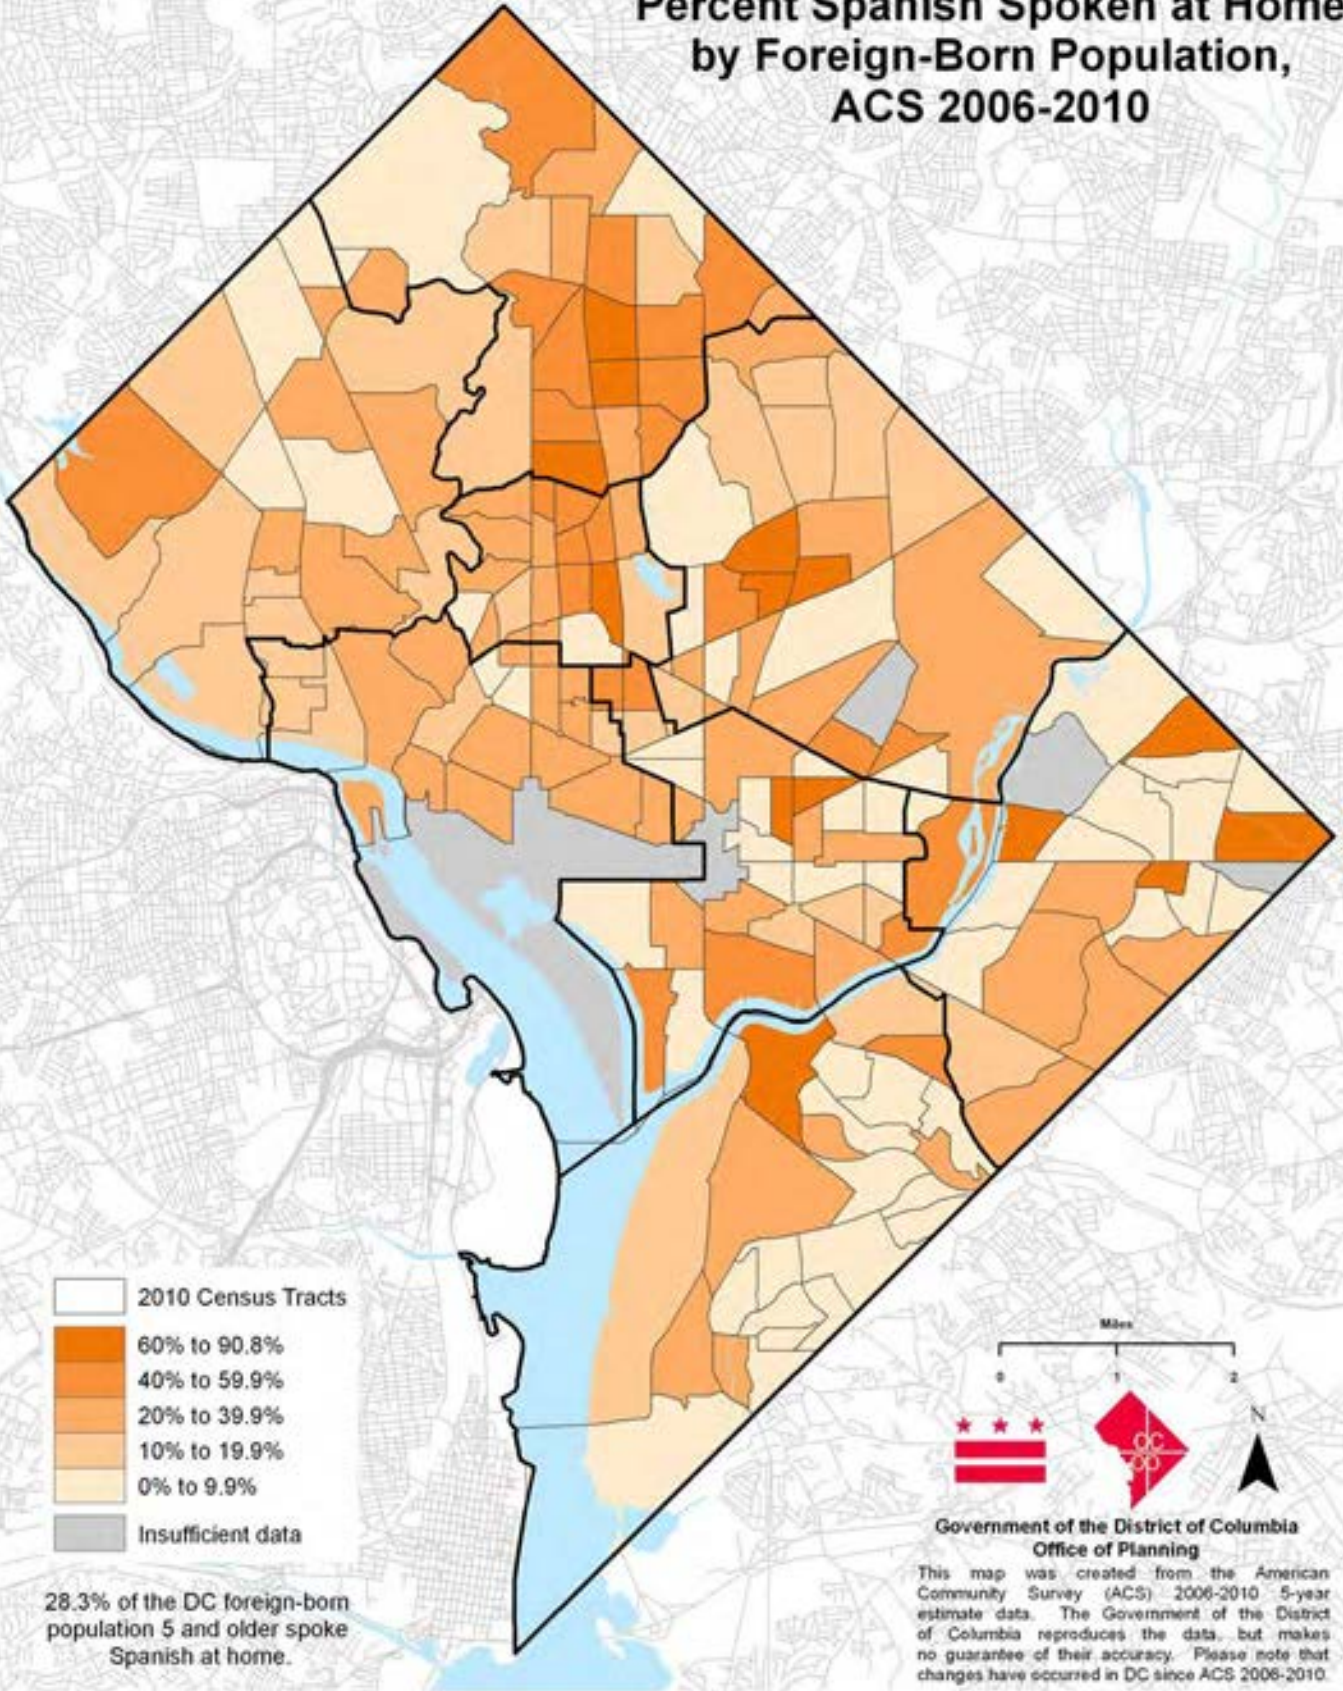 Percent Spanish Spoken at Home
by Foreign-Born Population,
ACS 2006-2010
2010 Census Tracts
60% to 90.8%
40% to 59.9%
20% to 39.9%
10% to 19.9%
0% to 9.9%
Insufficient data
28.3% of the DC foreign-born
population 5 and older spoke
Spanish at home.
Miles
0 1 2
N
DC
OP
Government of the District of Columbia
Office of Planning
This map was created from the American
Community Survey (ACS) 2006-2010 5-year
estimate data. The Government of the District
of Columbia reproduces the data, but makes
no guarantee of their accuracy. Please note that
changes have occurred in DC since ACS 2006-2010.